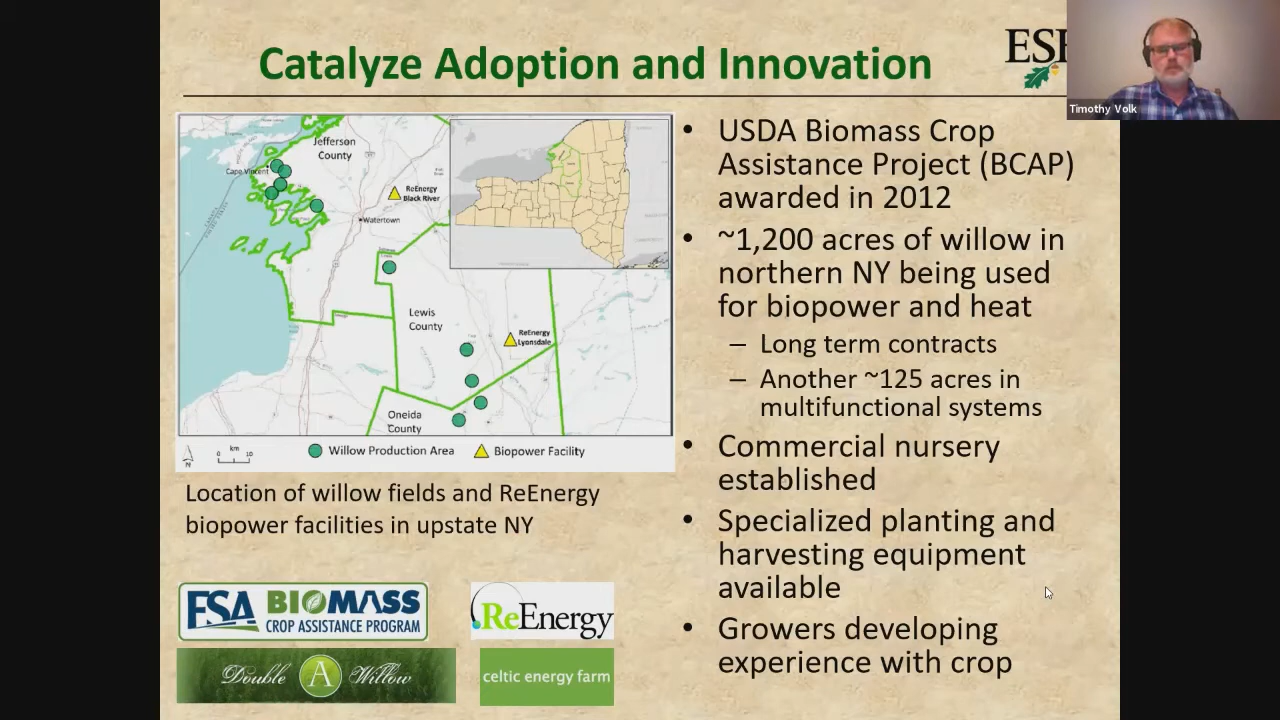 Catalyze Adoption and Innovation
ESF
Timothy Volk
Jefferson
County
Cape Vincent
ReEnergy
Black River
Watertown
Lewis
County
ReEnergy
Lyonsdale
Oneida
County
km
0 10
N
Willow Production Area
Biopower Facility
Location of willow fields and ReEnergy
biopower facilities in upstate NY
FSA BIOMASS
CROP ASSISTANCE PROGRAM
ReEnergy
Double A Willow
celtic energy farm
• USDA Biomass Crop
Assistance Project (BCAP)
awarded in 2012
• ~1,200 acres of willow in
northern NY being used
for biopower and heat
– Long term contracts
– Another ~125 acres in
multifunctional systems
• Commercial nursery
established
• Specialized planting and
harvesting equipment
available
• Growers developing
experience with crop